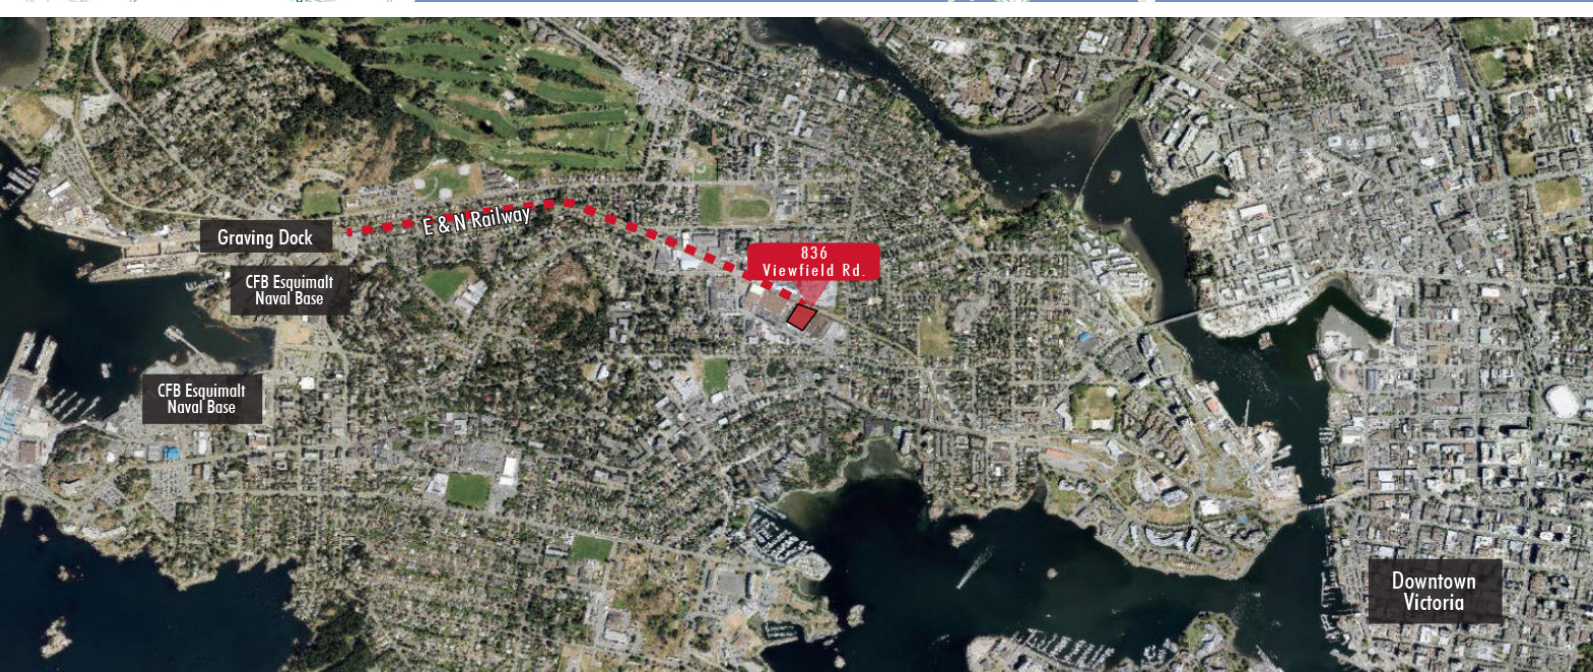 836
Viewfield Rd.
E & N Railway
Graving Dock
CFB Esquimalt
Naval Base
CFB Esquimalt
Naval Base
Downtown
Victoria